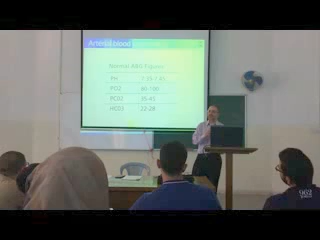 Arterial blood
Normal ABG Figures
PH 7.35-7.45
PO2 80-100
PCO2 35-45
HCO3 22-28